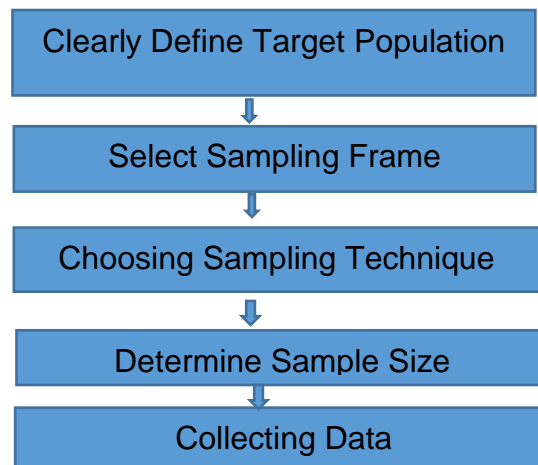 Clearly Define Target Population
Select Sampling Frame
Choosing Sampling Technique
Determine Sample Size
Collecting Data